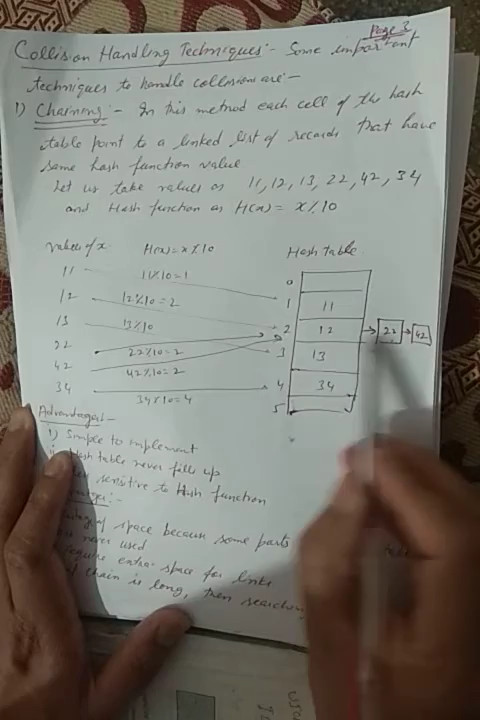 Page 3
Collision Handling Techniques:- Some important
techniques to handle collision are:-
1) Chaining:- In this method each cell of the hash
table point to a linked list of records that have
same hash function value
Let us take values as 11, 12, 13, 22, 42, 34
and Hash function as H(x) = x%10
values of x H(x) = x%10 Hash table
11 11%10=1
12 12%10=2
13 13%10
22 22%10=2
42 42%10=2
34 34%10=4
0
1 11
2 12 22 42
3 13
4 34
5
Advantages:-
1) Simple to implement
Hash table never fills up
sensitive to Hash function
of space because some parts
never used
require extra space for links
chain is long, then searching